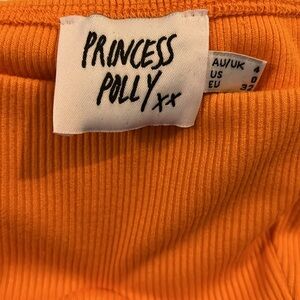 PRINCESS
POLLY xx
AU/UK 4
US 0
EU 32